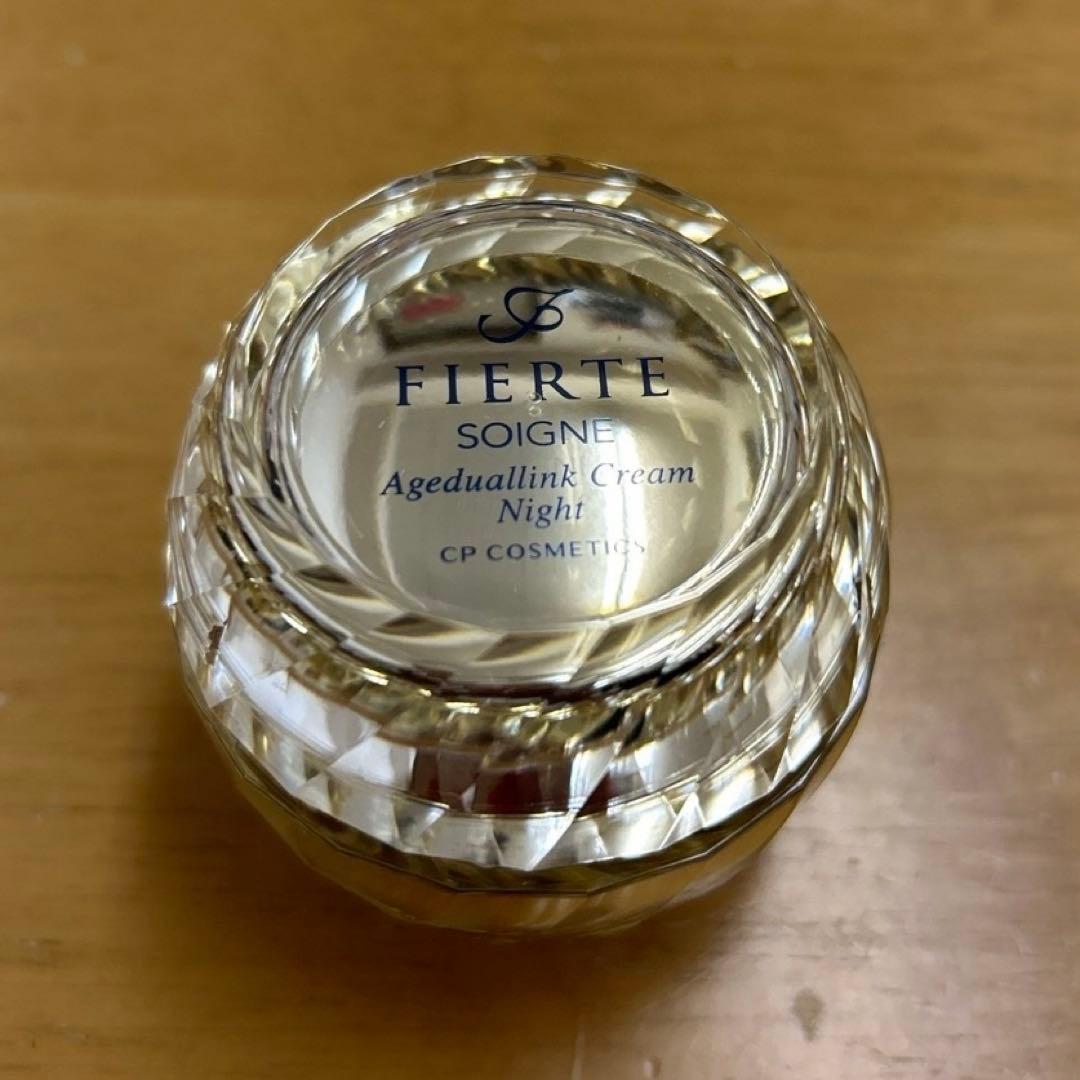 FIERTE
SOIGNE
Ageduallink Cream
Night
CP COSMETICS